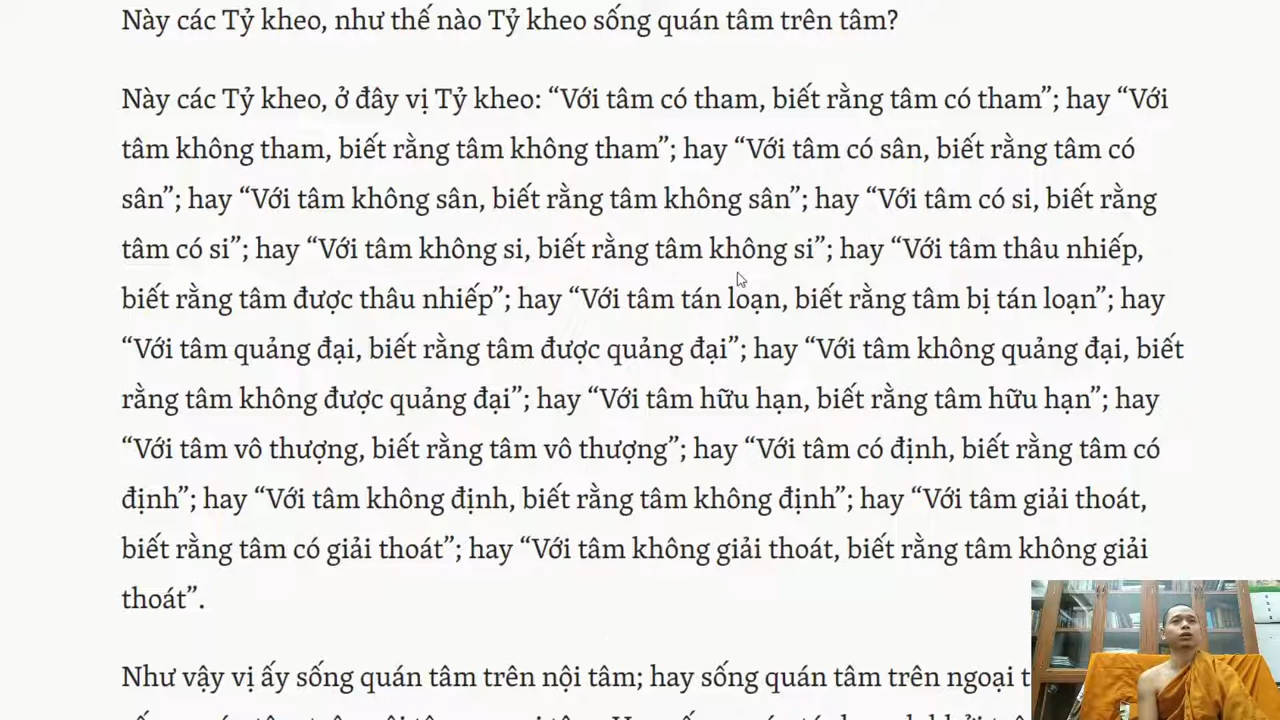 Này các Tỷ kheo, như thế nào Tỷ kheo sống quán tâm trên tâm?
Này các Tỷ kheo, ở đây vị Tỷ kheo: “Với tâm có tham, biết rằng tâm có tham”; hay “Với
tâm không tham, biết rằng tâm không tham”; hay “Với tâm có sân, biết rằng tâm có
sân”; hay “Với tâm không sân, biết rằng tâm không sân”; hay “Với tâm có si, biết rằng
tâm có si”; hay “Với tâm không si, biết rằng tâm không si”; hay “Với tâm thâu nhiếp,
biết rằng tâm được thâu nhiếp”; hay “Với tâm tán loạn, biết rằng tâm bị tán loạn”; hay
“Với tâm quảng đại, biết rằng tâm được quảng đại”; hay “Với tâm không quảng đại, biết
rằng tâm không được quảng đại”; hay “Với tâm hữu hạn, biết rằng tâm hữu hạn”; hay
“Với tâm vô thượng, biết rằng tâm vô thượng”; hay “Với tâm có định, biết rằng tâm có
định”; hay “Với tâm không định, biết rằng tâm không định”; hay “Với tâm giải thoát,
biết rằng tâm có giải thoát”; hay “Với tâm không giải thoát, biết rằng tâm không giải
thoát”.
Như vậy vị ấy sống quán tâm trên nội tâm; hay sống quán tâm trên ngoại